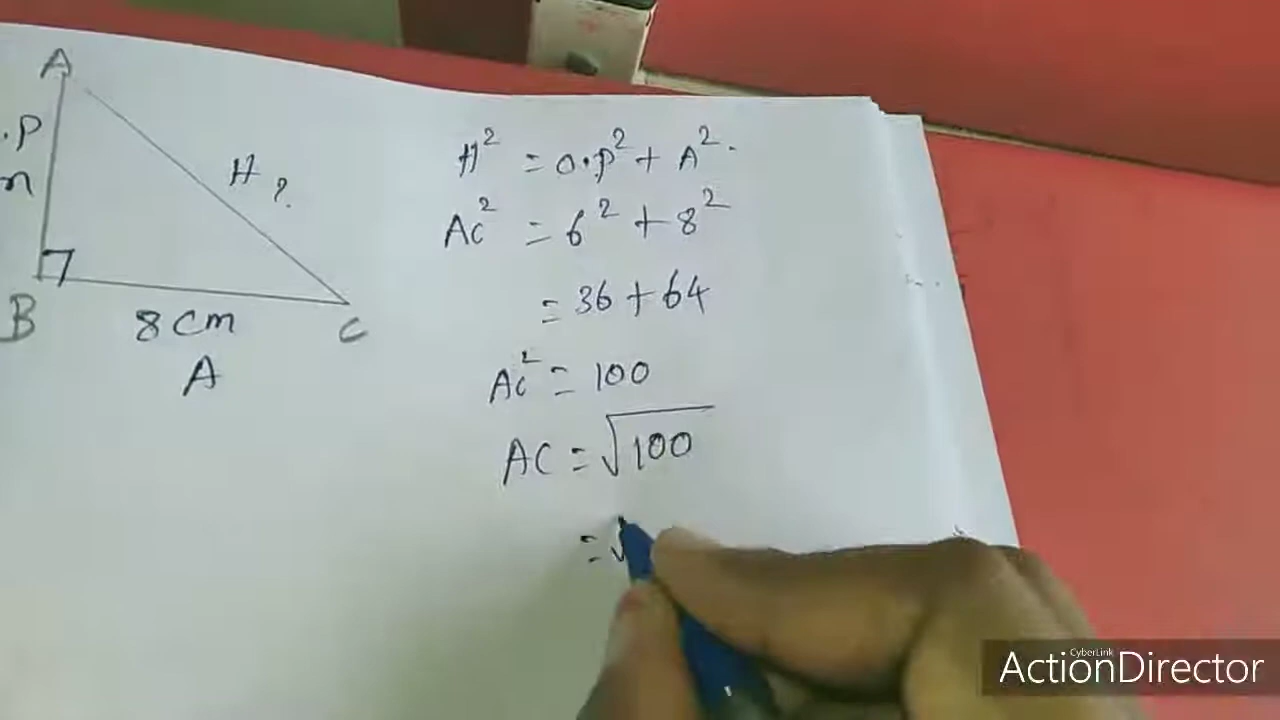 A
.P
H ?
m
B
8 cm
C
A
H² = O.P² + A².
AC² = 6² + 8²
= 36 + 64
AC² = 100
AC = √100
= √
CyberLink
ActionDirector